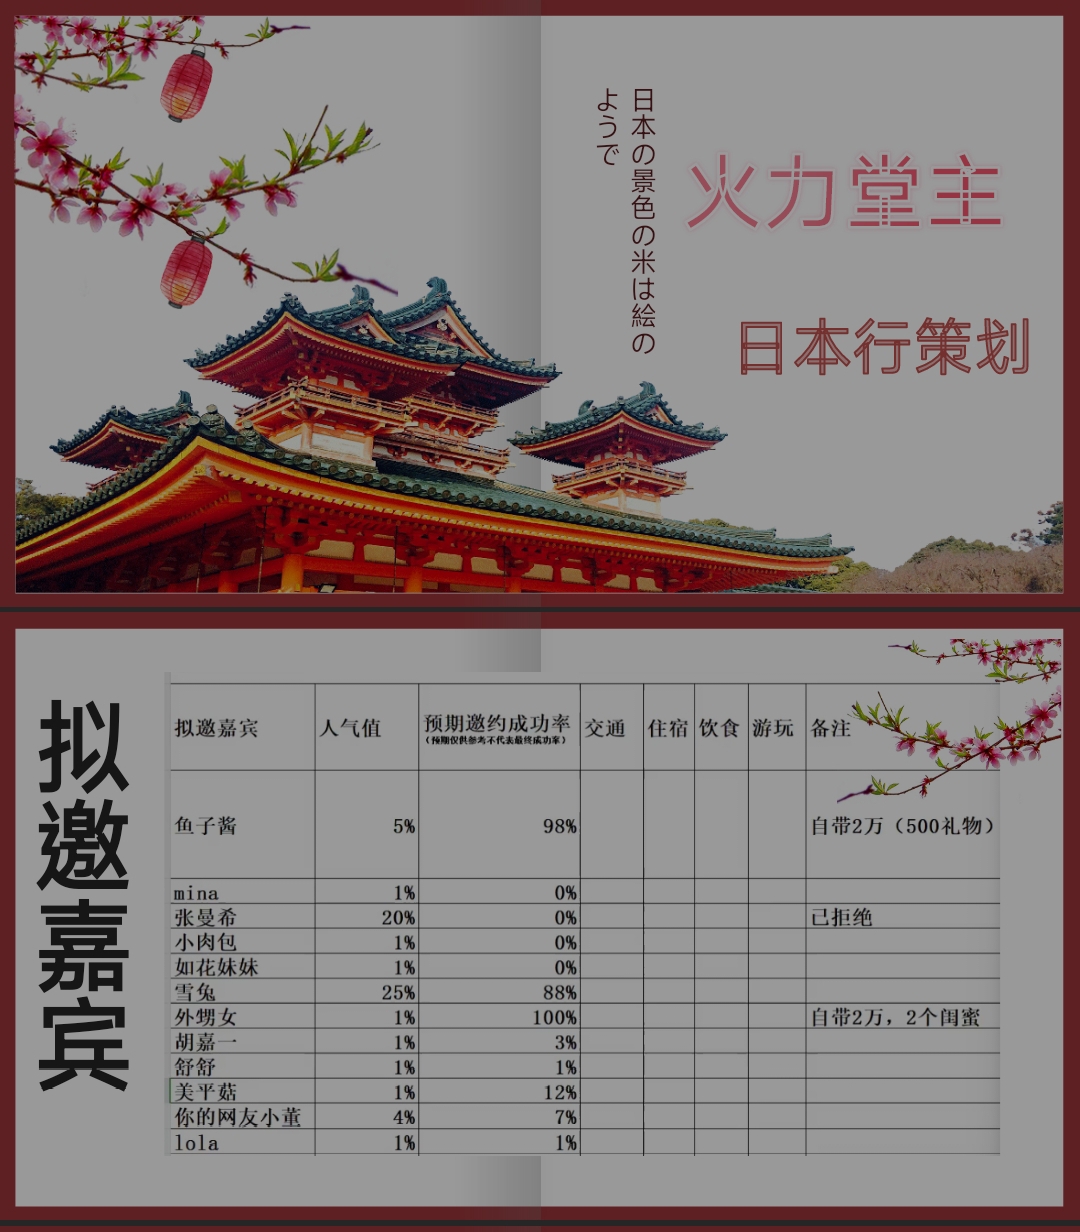 日本の景色の米は絵の
ようで
火力堂主
日本行策划
拟邀嘉宾
拟邀嘉宾 人气值 预期邀约成功率 交通 住宿 饮食 游玩 备注
（预期仅供参考不代表最终成功率）
鱼子酱 5% 98% 自带2万（500礼物）
mina 1% 0%
张曼希 20% 0% 已拒绝
小肉包 1% 0%
如花妹妹 1% 0%
雪兔 25% 88%
外甥女 1% 100% 自带2万，2个闺蜜
胡嘉一 1% 3%
舒舒 1% 1%
美平菇 1% 12%
你的网友小董 4% 7%
lola 1% 1%